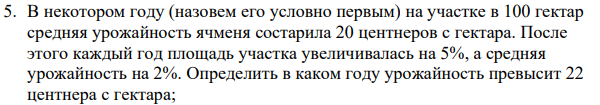 5. В некотором году (назовем его условно первым) на участке в 100 гектар
средняя урожайность ячменя состарила 20 центнеров с гектара. После
этого каждый год площадь участка увеличивалась на 5%, а средняя
урожайность на 2%. Определить в каком году урожайность превысит 22
центнера с гектара;